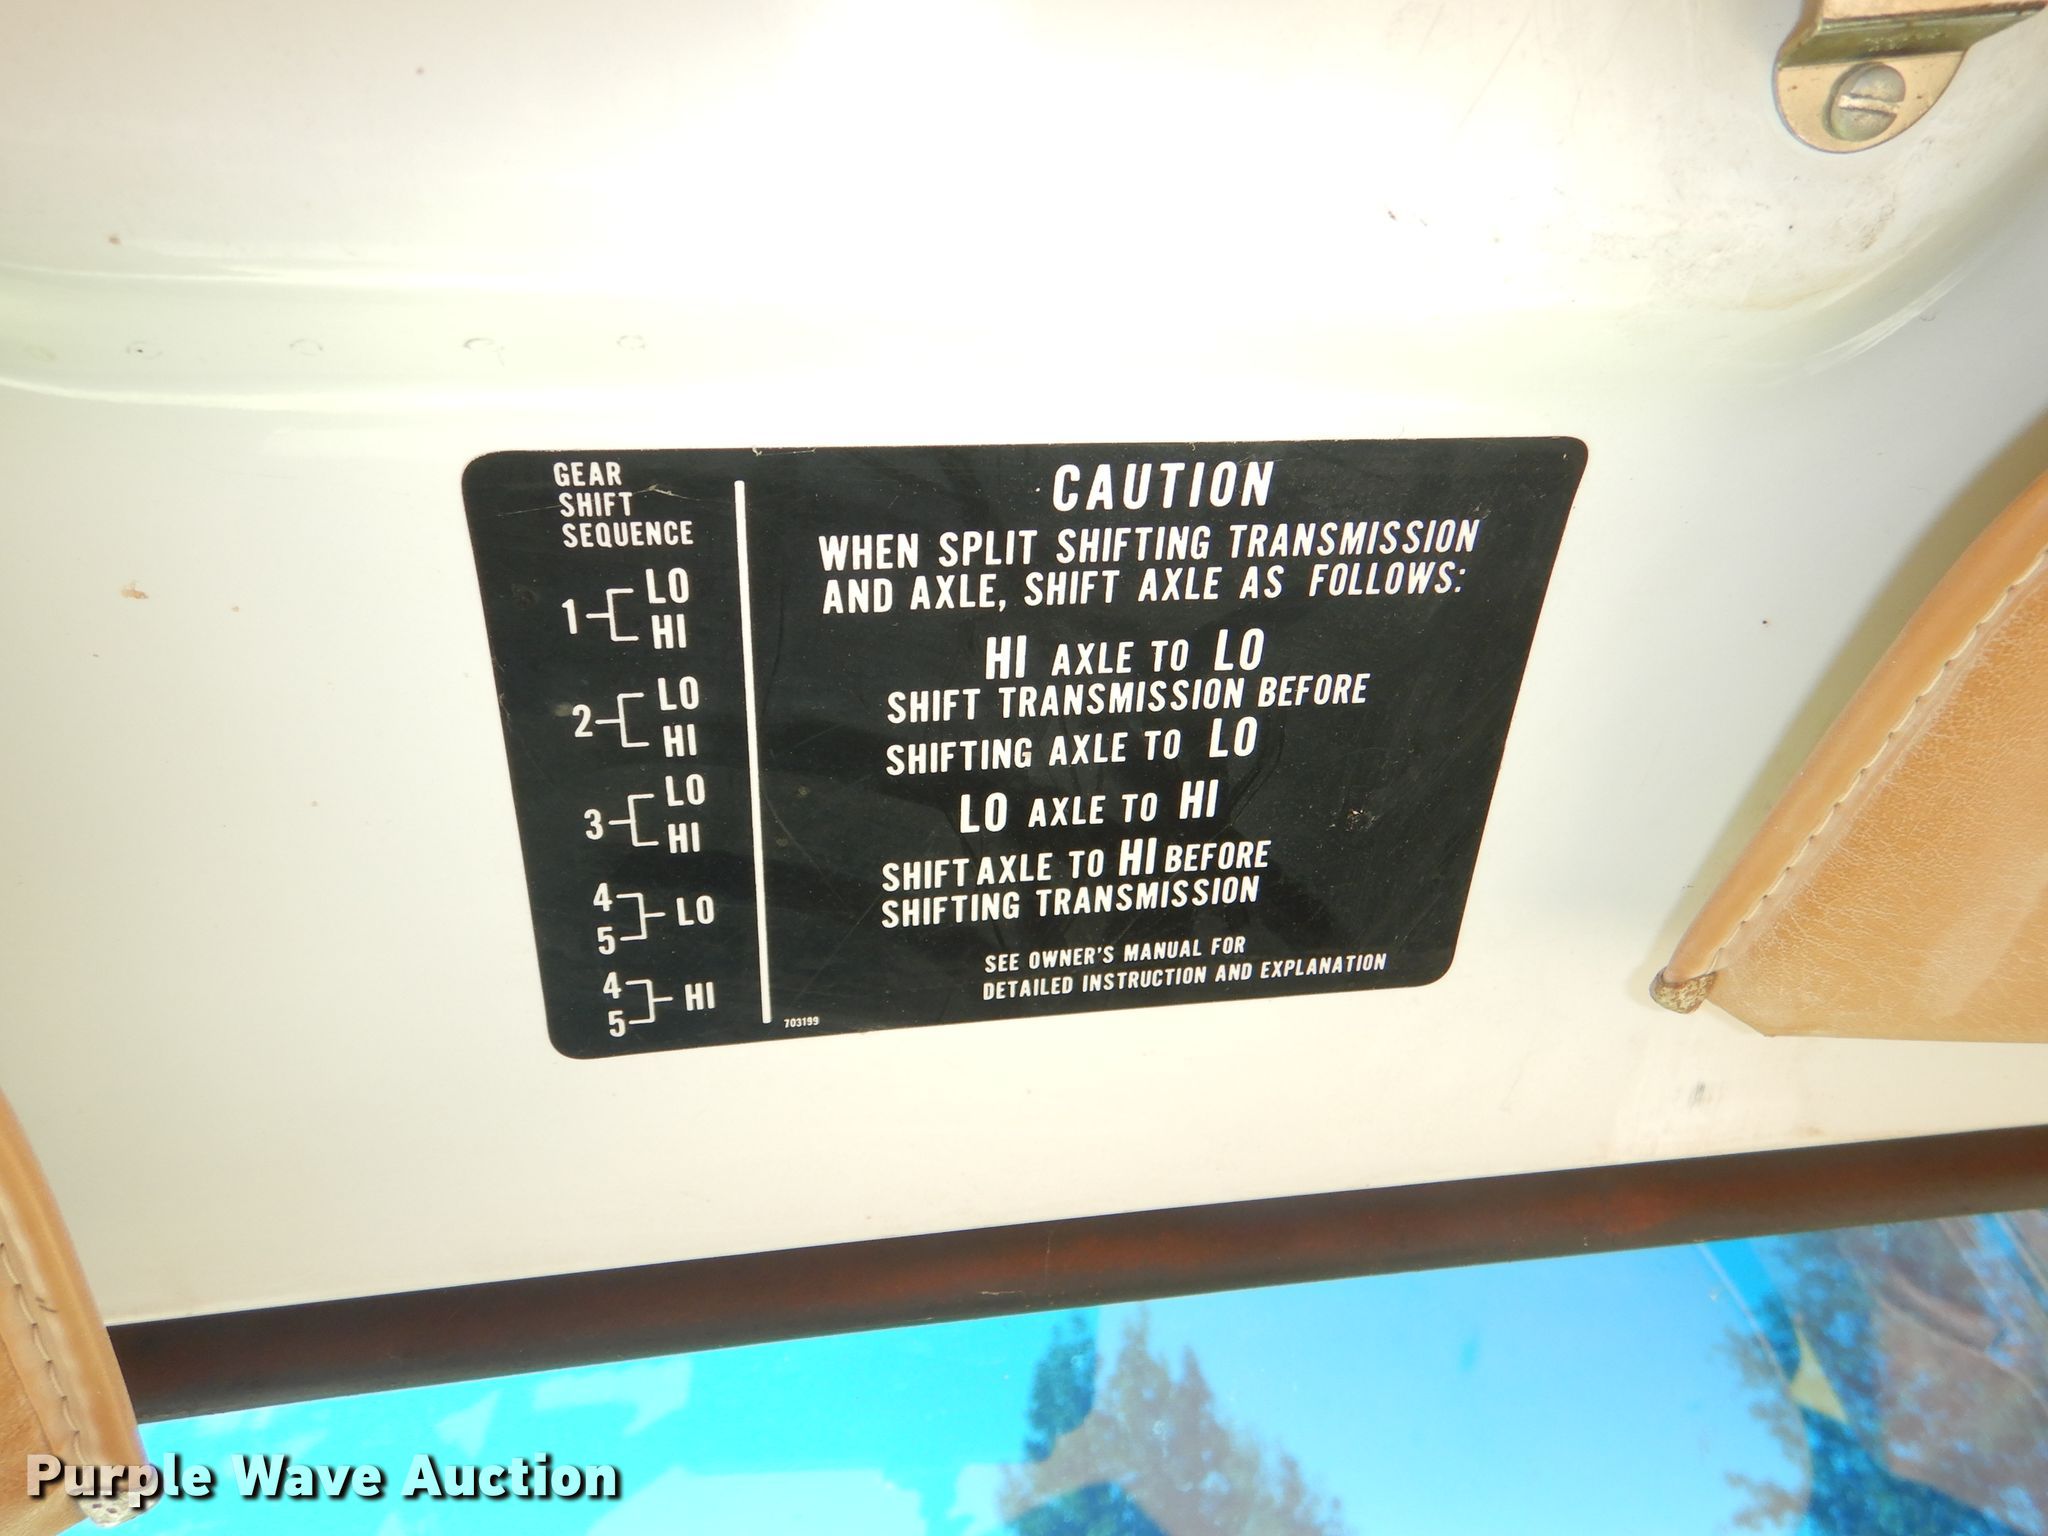 GEAR
SHIFT
SEQUENCE
1 LO
HI
2 LO
HI
3 LO
HI
4
5 LO
4
5 HI
CAUTION
WHEN SPLIT SHIFTING TRANSMISSION
AND AXLE, SHIFT AXLE AS FOLLOWS:
HI AXLE TO LO
SHIFT TRANSMISSION BEFORE
SHIFTING AXLE TO LO
LO AXLE TO HI
SHIFT AXLE TO HI BEFORE
SHIFTING TRANSMISSION
SEE OWNER'S MANUAL FOR
DETAILED INSTRUCTION AND EXPLANATION
703199
Purple Wave Auction